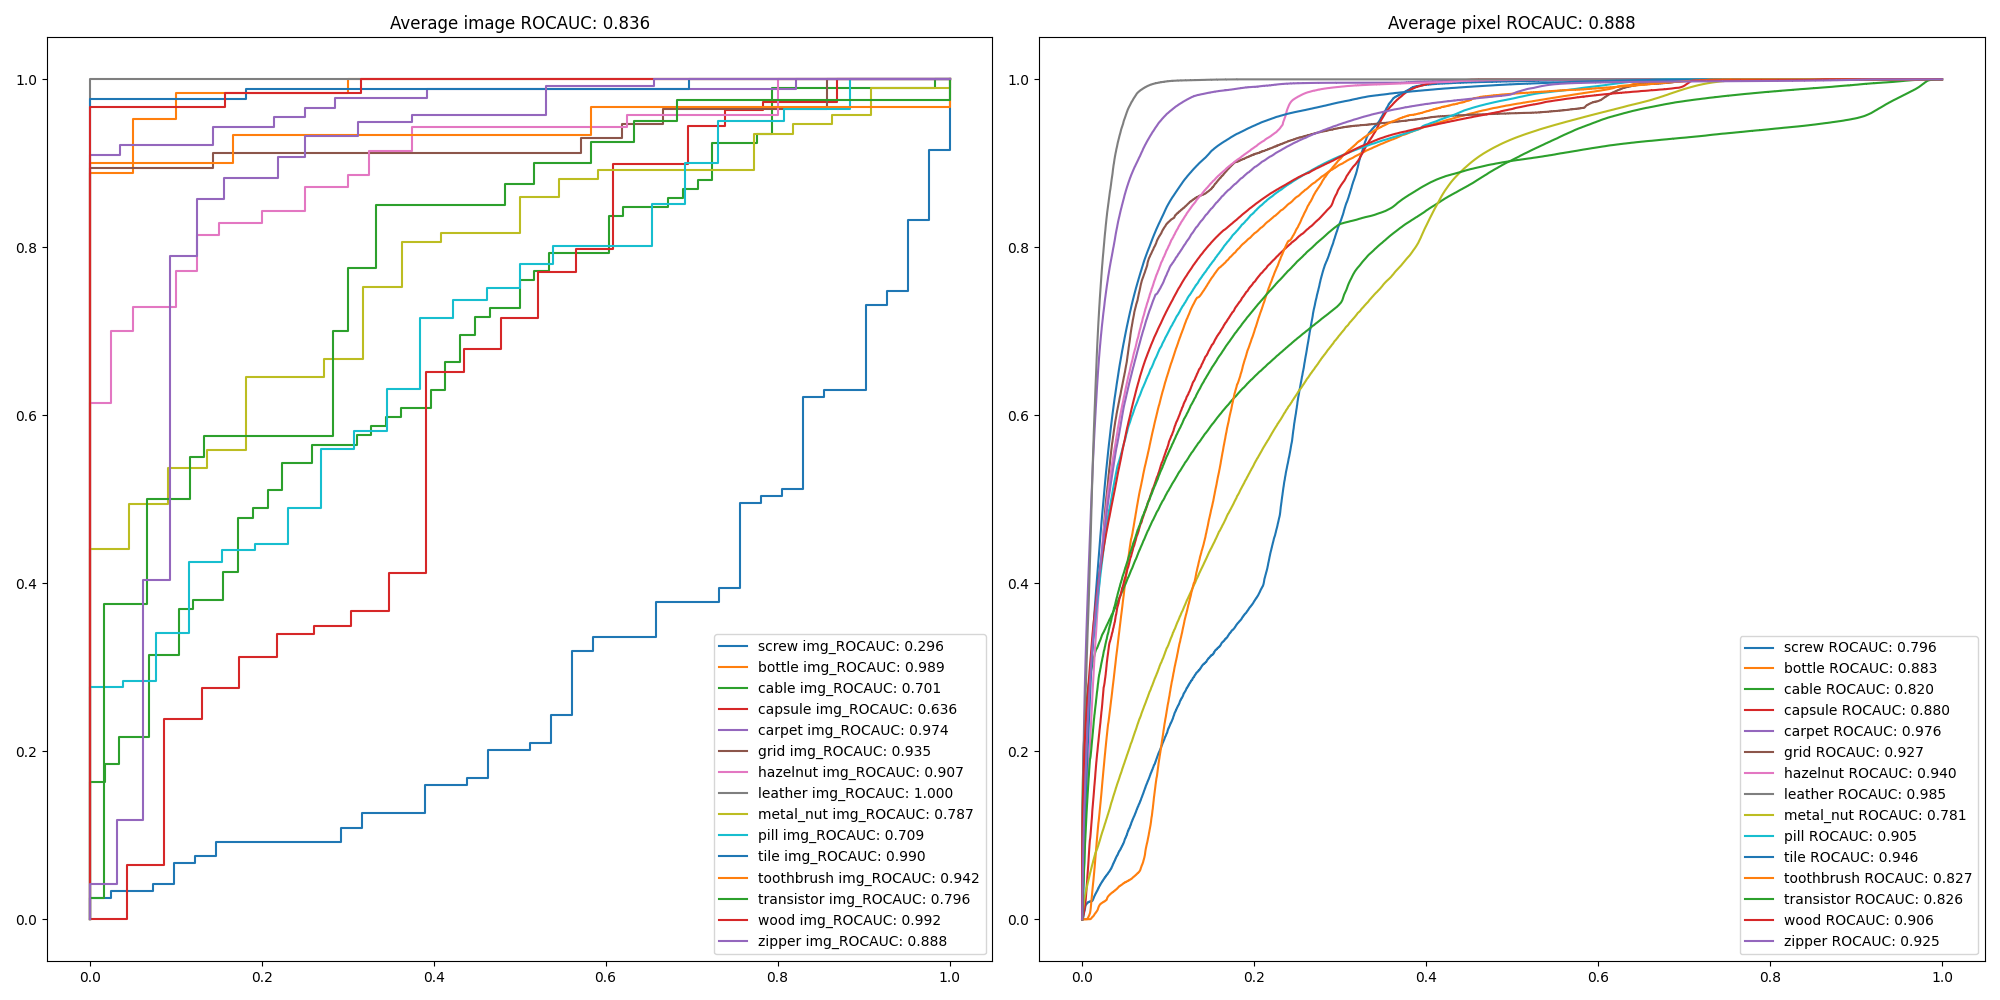 Average image ROCAUC: 0.836
1.0
0.8
0.6
0.4
0.2
0.0
0.0 0.2 0.4 0.6 0.8 1.0
screw img_ROCAUC: 0.296
bottle img_ROCAUC: 0.989
cable img_ROCAUC: 0.701
capsule img_ROCAUC: 0.636
carpet img_ROCAUC: 0.974
grid img_ROCAUC: 0.935
hazelnut img_ROCAUC: 0.907
leather img_ROCAUC: 1.000
metal_nut img_ROCAUC: 0.787
pill img_ROCAUC: 0.709
tile img_ROCAUC: 0.990
toothbrush img_ROCAUC: 0.942
transistor img_ROCAUC: 0.796
wood img_ROCAUC: 0.992
zipper img_ROCAUC: 0.888
Average pixel ROCAUC: 0.888
1.0
0.8
0.6
0.4
0.2
0.0
0.0 0.2 0.4 0.6 0.8 1.0
screw ROCAUC: 0.796
bottle ROCAUC: 0.883
cable ROCAUC: 0.820
capsule ROCAUC: 0.880
carpet ROCAUC: 0.976
grid ROCAUC: 0.927
hazelnut ROCAUC: 0.940
leather ROCAUC: 0.985
metal_nut ROCAUC: 0.781
pill ROCAUC: 0.905
tile ROCAUC: 0.946
toothbrush ROCAUC: 0.827
transistor ROCAUC: 0.826
wood ROCAUC: 0.906
zipper ROCAUC: 0.925